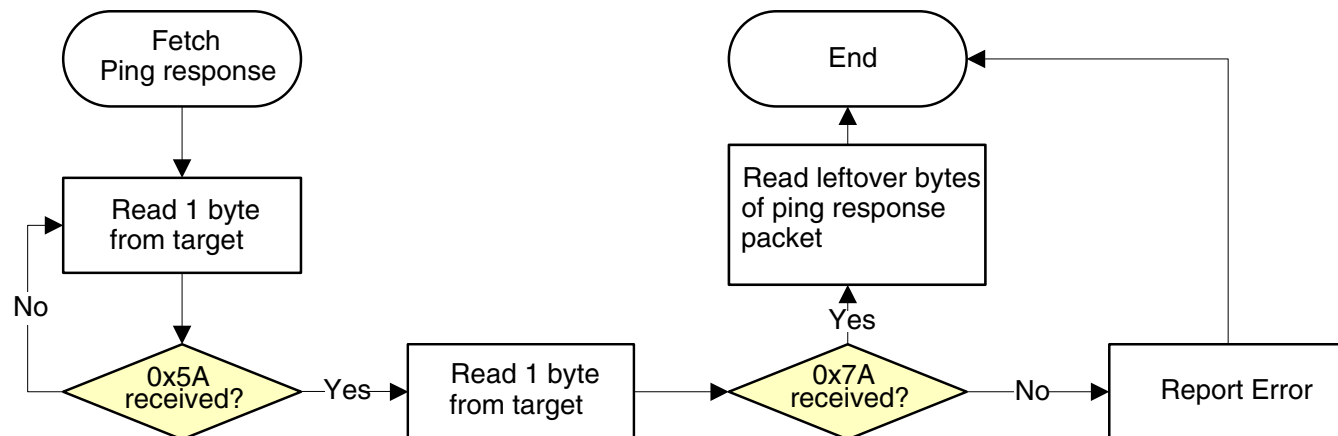 Fetch
Ping response
End
Read 1 byte
from target
Read leftover bytes
of ping response
packet
No
Yes
0x5A
received?
Yes
Read 1 byte
from target
0x7A
received?
No
Report Error